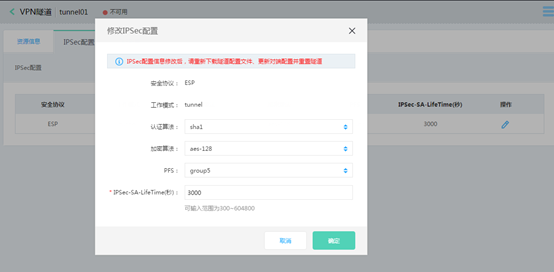 VPN隧道 tunnel01 不可用
资源信息
IPSec配
IPSec配置
安全协议
IPSec-SA-LifeTime(秒)
操作
ESP
3000
修改IPSec配置
IPSec配置信息修改后，请重新下载隧道配置文件、更新对端配置并重置隧道
安全协议： ESP
工作模式： tunnel
认证算法： sha1
加密算法： aes-128
PFS： group5
* IPSec-SA-LifeTime(秒)： 3000
可输入范围为300~604800
取消
确定